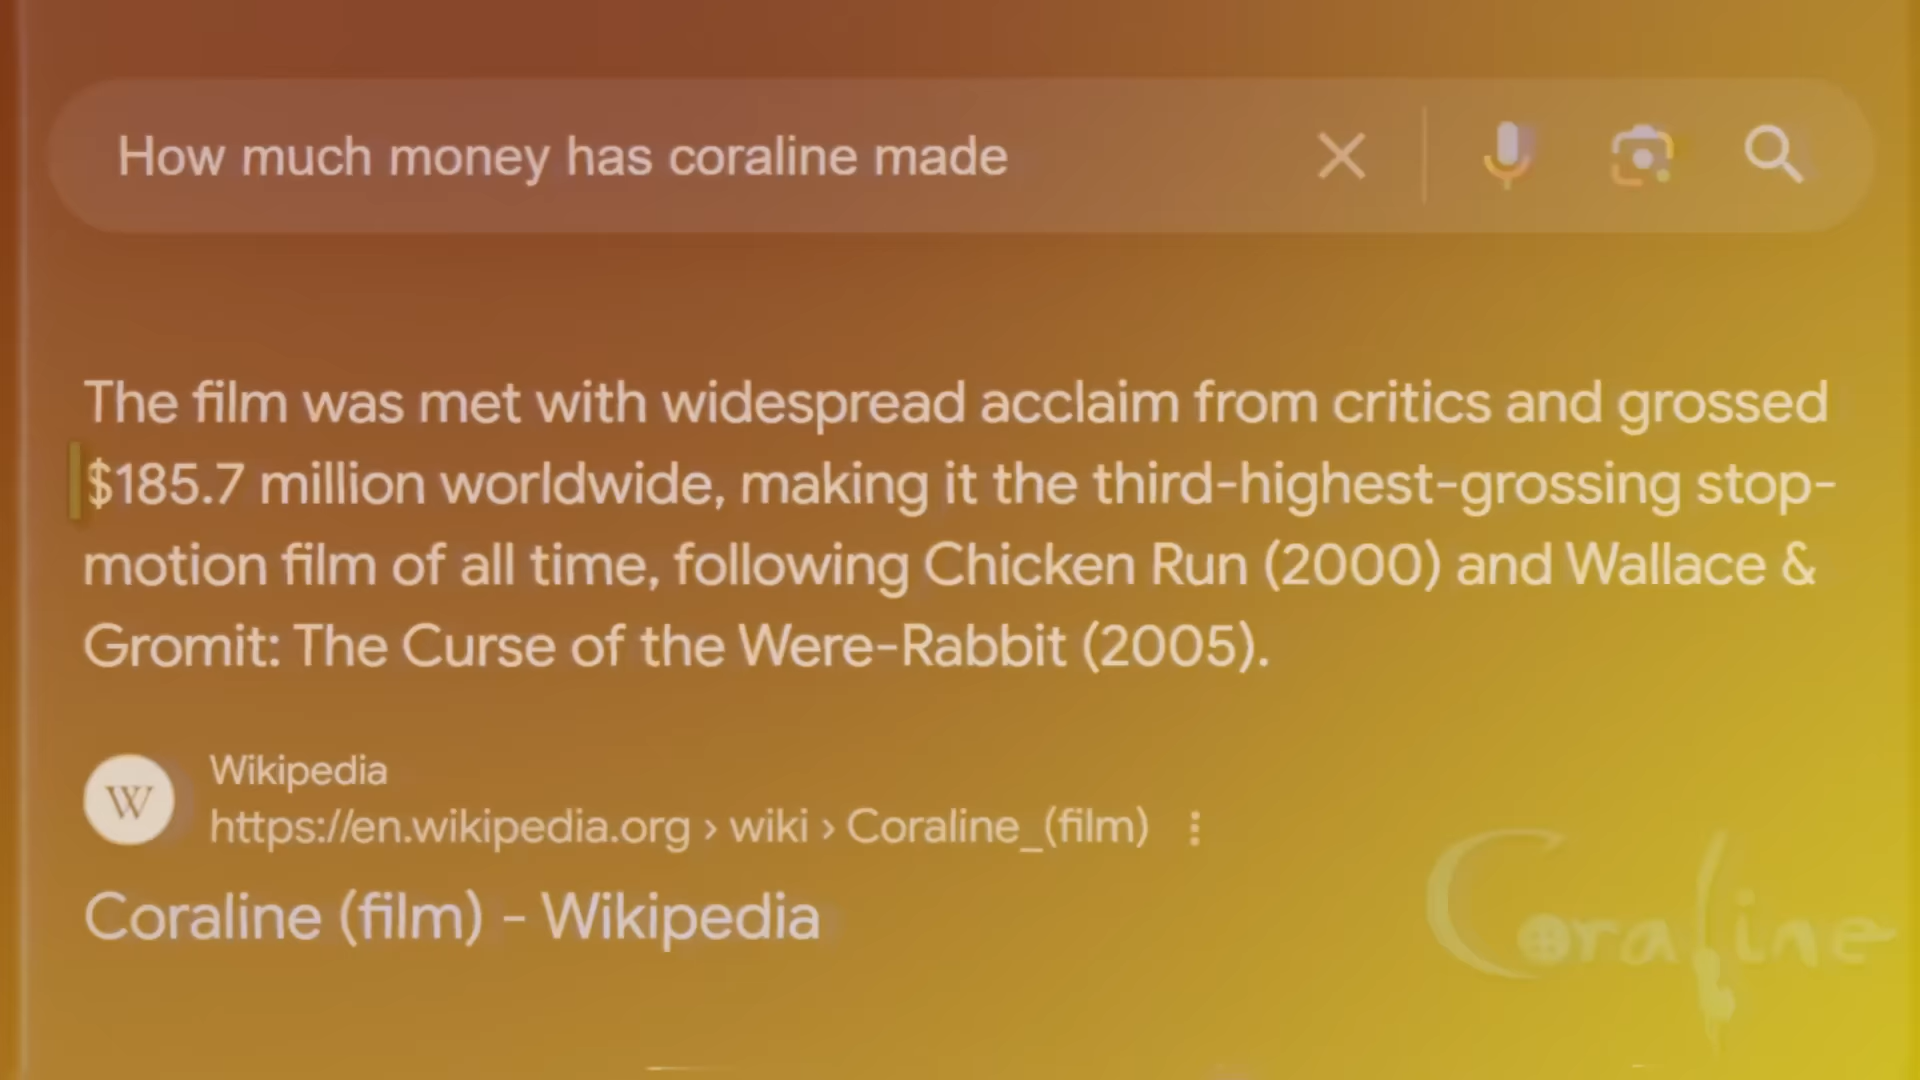 How much money has coraline made
The film was met with widespread acclaim from critics and grossed
$185.7 million worldwide, making it the third-highest-grossing stop-
motion film of all time, following Chicken Run (2000) and Wallace &
Gromit: The Curse of the Were-Rabbit (2005).
W
Wikipedia
https://en.wikipedia.org › wiki › Coraline_(film)
Coraline (film) - Wikipedia
Coraline